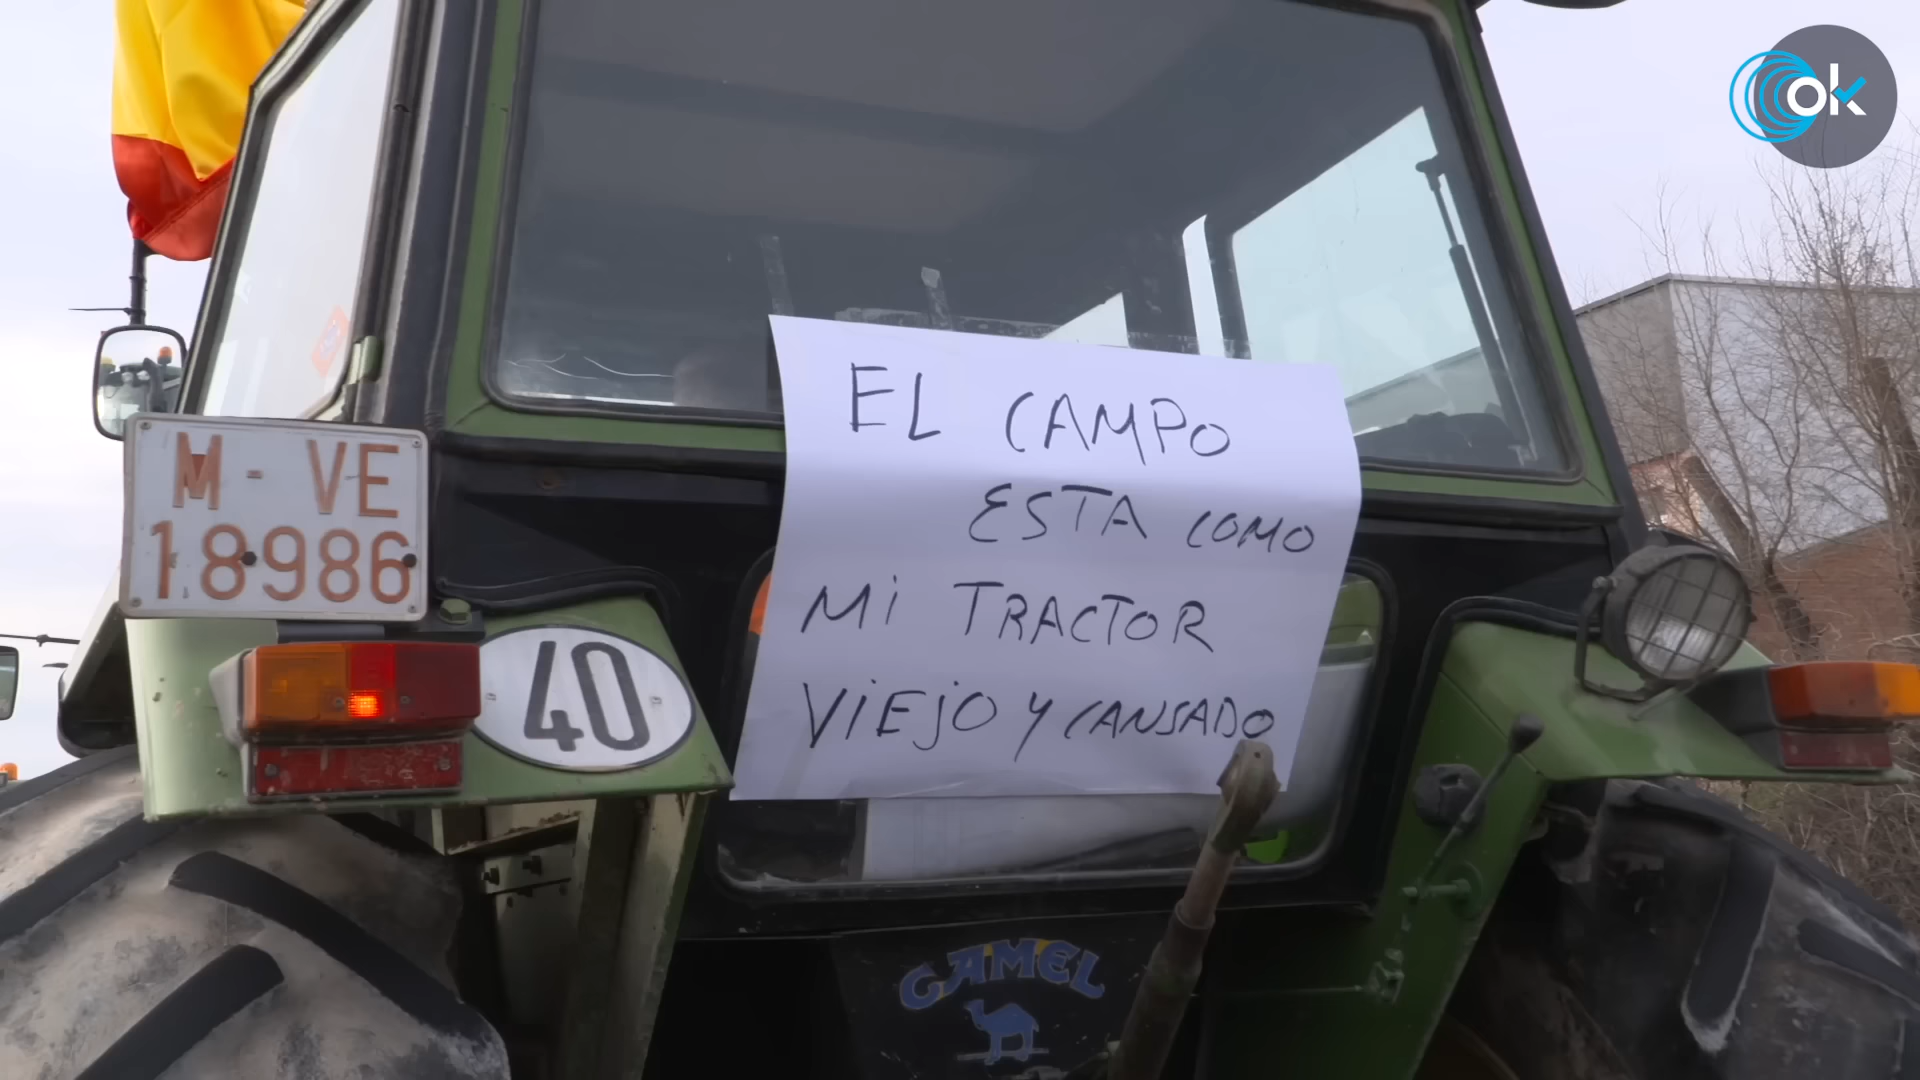 ok
EL CAMPO
ESTA COMO
MI TRACTOR
VIEJO Y CANSADO
M - VE
18986
40
CAMEL